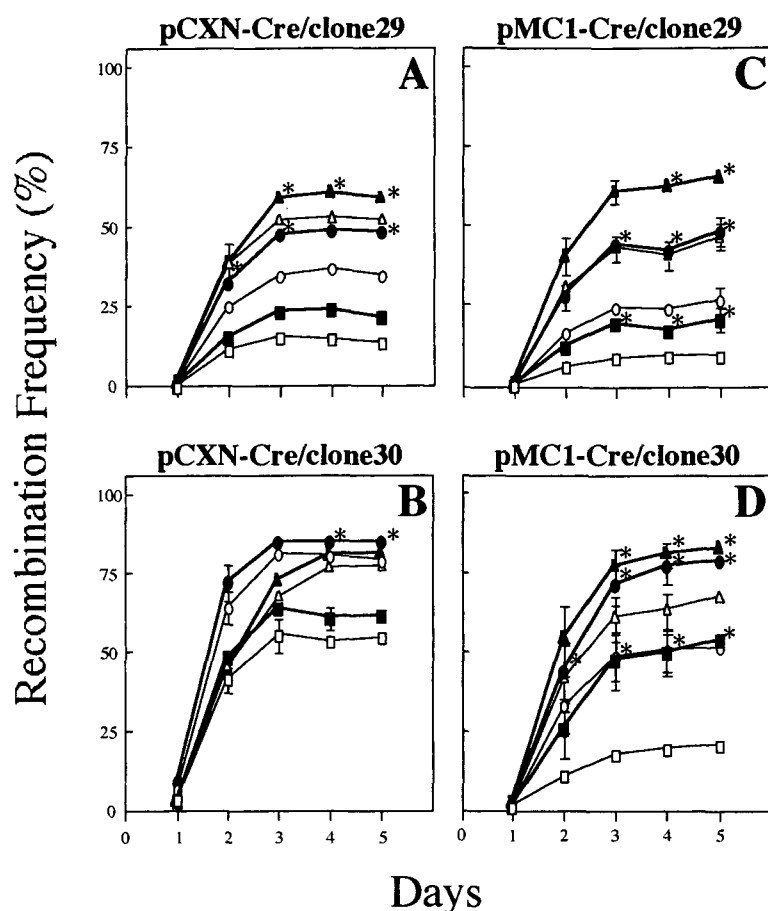 pCXN-Cre/clone29
pMC1-Cre/clone29
A
C
100
75
50
25
0
* * *
* * *
* * *
* * *
* * *
pCXN-Cre/clone30
pMC1-Cre/clone30
B
D
100
75
50
25
0
* *
* * *
* * *
* * * *
0 1 2 3 4 5
0 1 2 3 4 5
Recombination Frequency (%)
Days